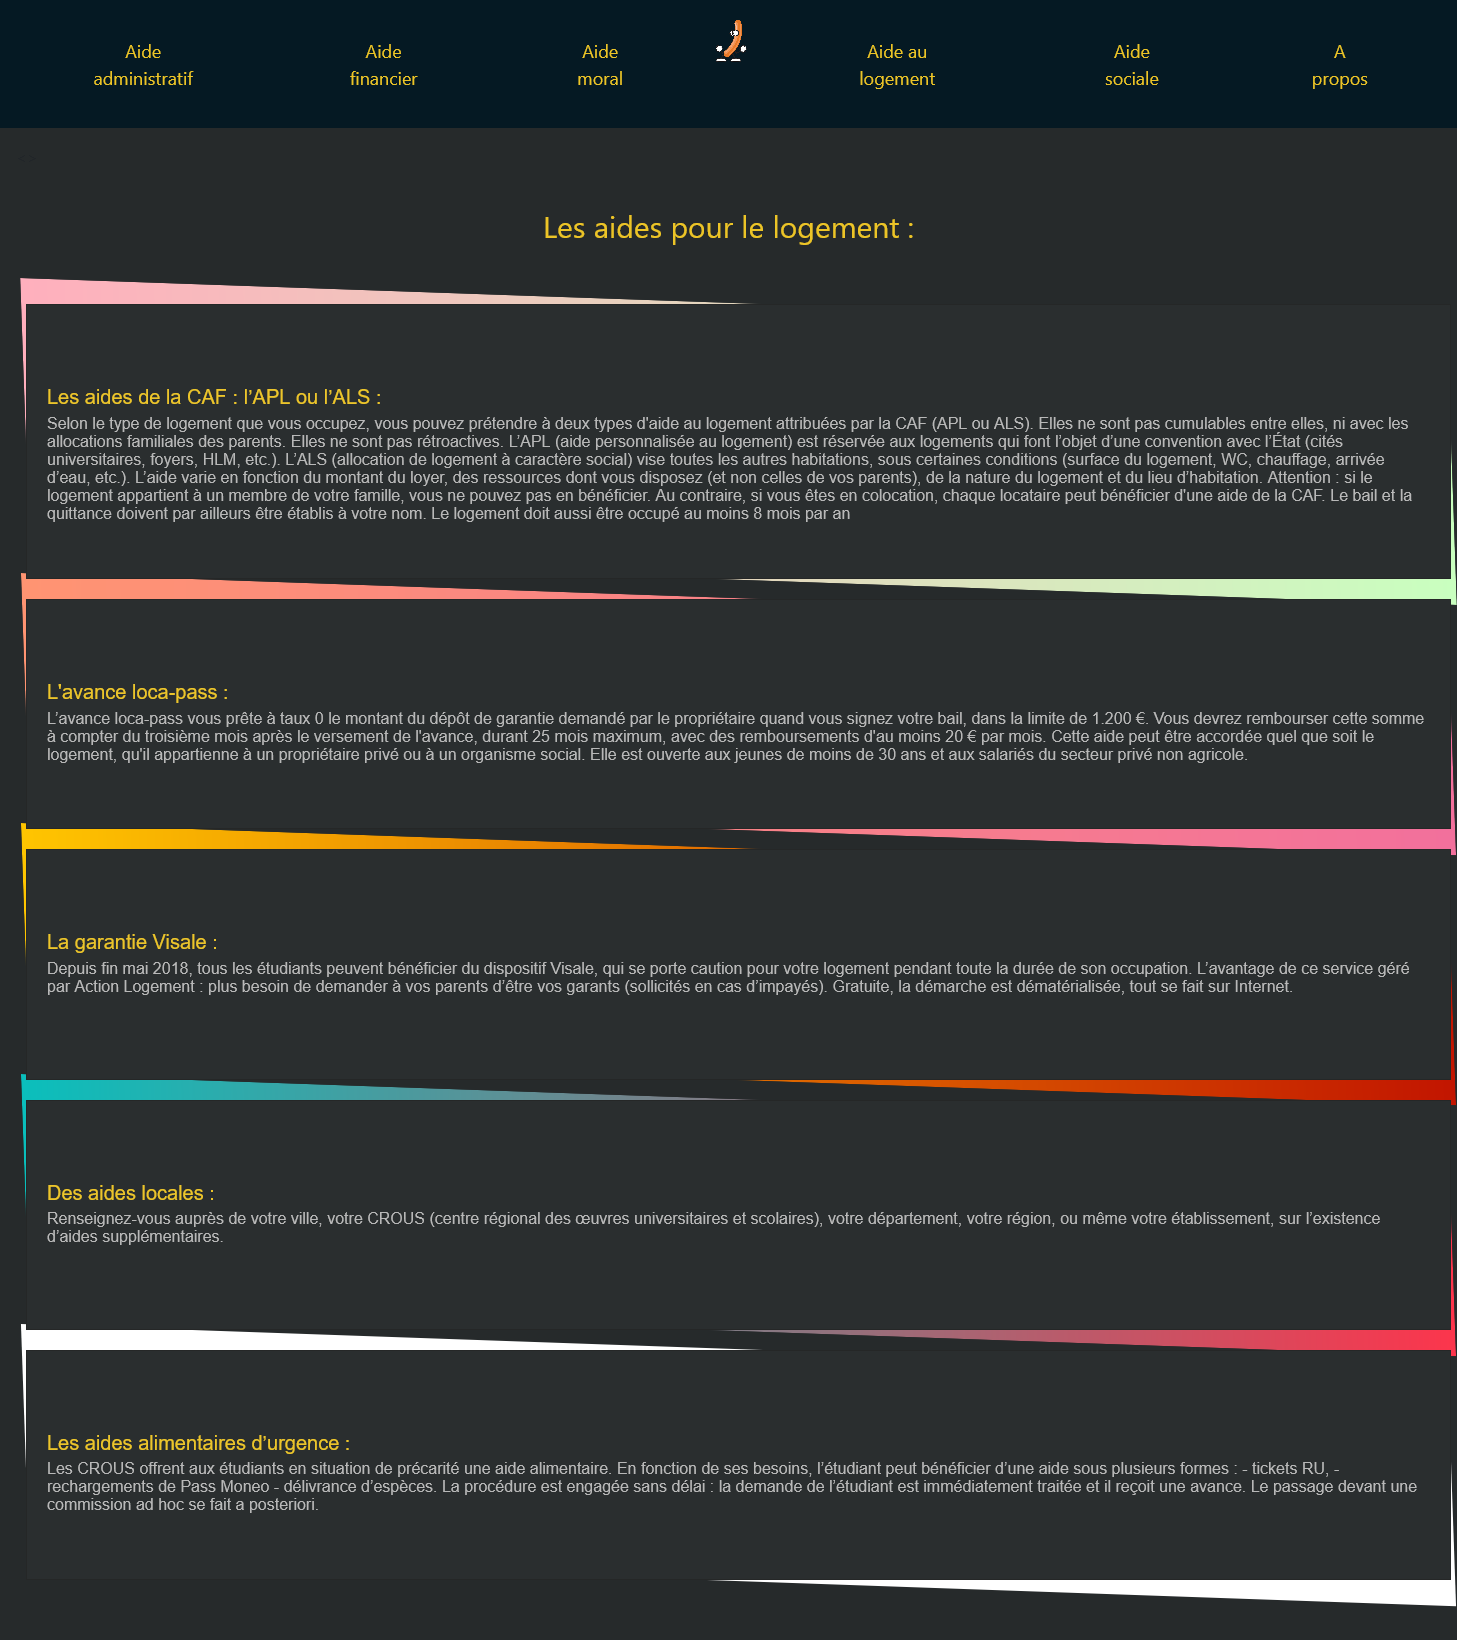 Aide
administratif
Aide
financier
Aide
moral
Aide au
logement
Aide
sociale
A
propos
Les aides pour le logement :
Les aides de la CAF : l’APL ou l’ALS :
Selon le type de logement que vous occupez, vous pouvez prétendre à deux types d'aide au logement attribuées par la CAF (APL ou ALS). Elles ne sont pas cumulables entre elles, ni avec les
allocations familiales des parents. Elles ne sont pas rétroactives. L’APL (aide personnalisée au logement) est réservée aux logements qui font l’objet d’une convention avec l’État (cités
universitaires, foyers, HLM, etc.). L’ALS (allocation de logement à caractère social) vise toutes les autres habitations, sous certaines conditions (surface du logement, WC, chauffage, arrivée
d’eau, etc.). L’aide varie en fonction du montant du loyer, des ressources dont vous disposez (et non celles de vos parents), de la nature du logement et du lieu d’habitation. Attention : si le
logement appartient à un membre de votre famille, vous ne pouvez pas en bénéficier. Au contraire, si vous êtes en colocation, chaque locataire peut bénéficier d'une aide de la CAF. Le bail et la
quittance doivent par ailleurs être établis à votre nom. Le logement doit aussi être occupé au moins 8 mois par an
L'avance loca-pass :
L’avance loca-pass vous prête à taux 0 le montant du dépôt de garantie demandé par le propriétaire quand vous signez votre bail, dans la limite de 1.200 €. Vous devrez rembourser cette somme
à compter du troisième mois après le versement de l'avance, durant 25 mois maximum, avec des remboursements d'au moins 20 € par mois. Cette aide peut être accordée quel que soit le
logement, qu'il appartienne à un propriétaire privé ou à un organisme social. Elle est ouverte aux jeunes de moins de 30 ans et aux salariés du secteur privé non agricole.
La garantie Visale :
Depuis fin mai 2018, tous les étudiants peuvent bénéficier du dispositif Visale, qui se porte caution pour votre logement pendant toute la durée de son occupation. L’avantage de ce service géré
par Action Logement : plus besoin de demander à vos parents d’être vos garants (sollicités en cas d’impayés). Gratuite, la démarche est dématérialisée, tout se fait sur Internet.
Des aides locales :
Renseignez-vous auprès de votre ville, votre CROUS (centre régional des œuvres universitaires et scolaires), votre département, votre région, ou même votre établissement, sur l’existence
d’aides supplémentaires.
Les aides alimentaires d’urgence :
Les CROUS offrent aux étudiants en situation de précarité une aide alimentaire. En fonction de ses besoins, l’étudiant peut bénéficier d’une aide sous plusieurs formes : - tickets RU, -
rechargements de Pass Moneo - délivrance d’espèces. La procédure est engagée sans délai : la demande de l’étudiant est immédiatement traitée et il reçoit une avance. Le passage devant une
commission ad hoc se fait a posteriori.